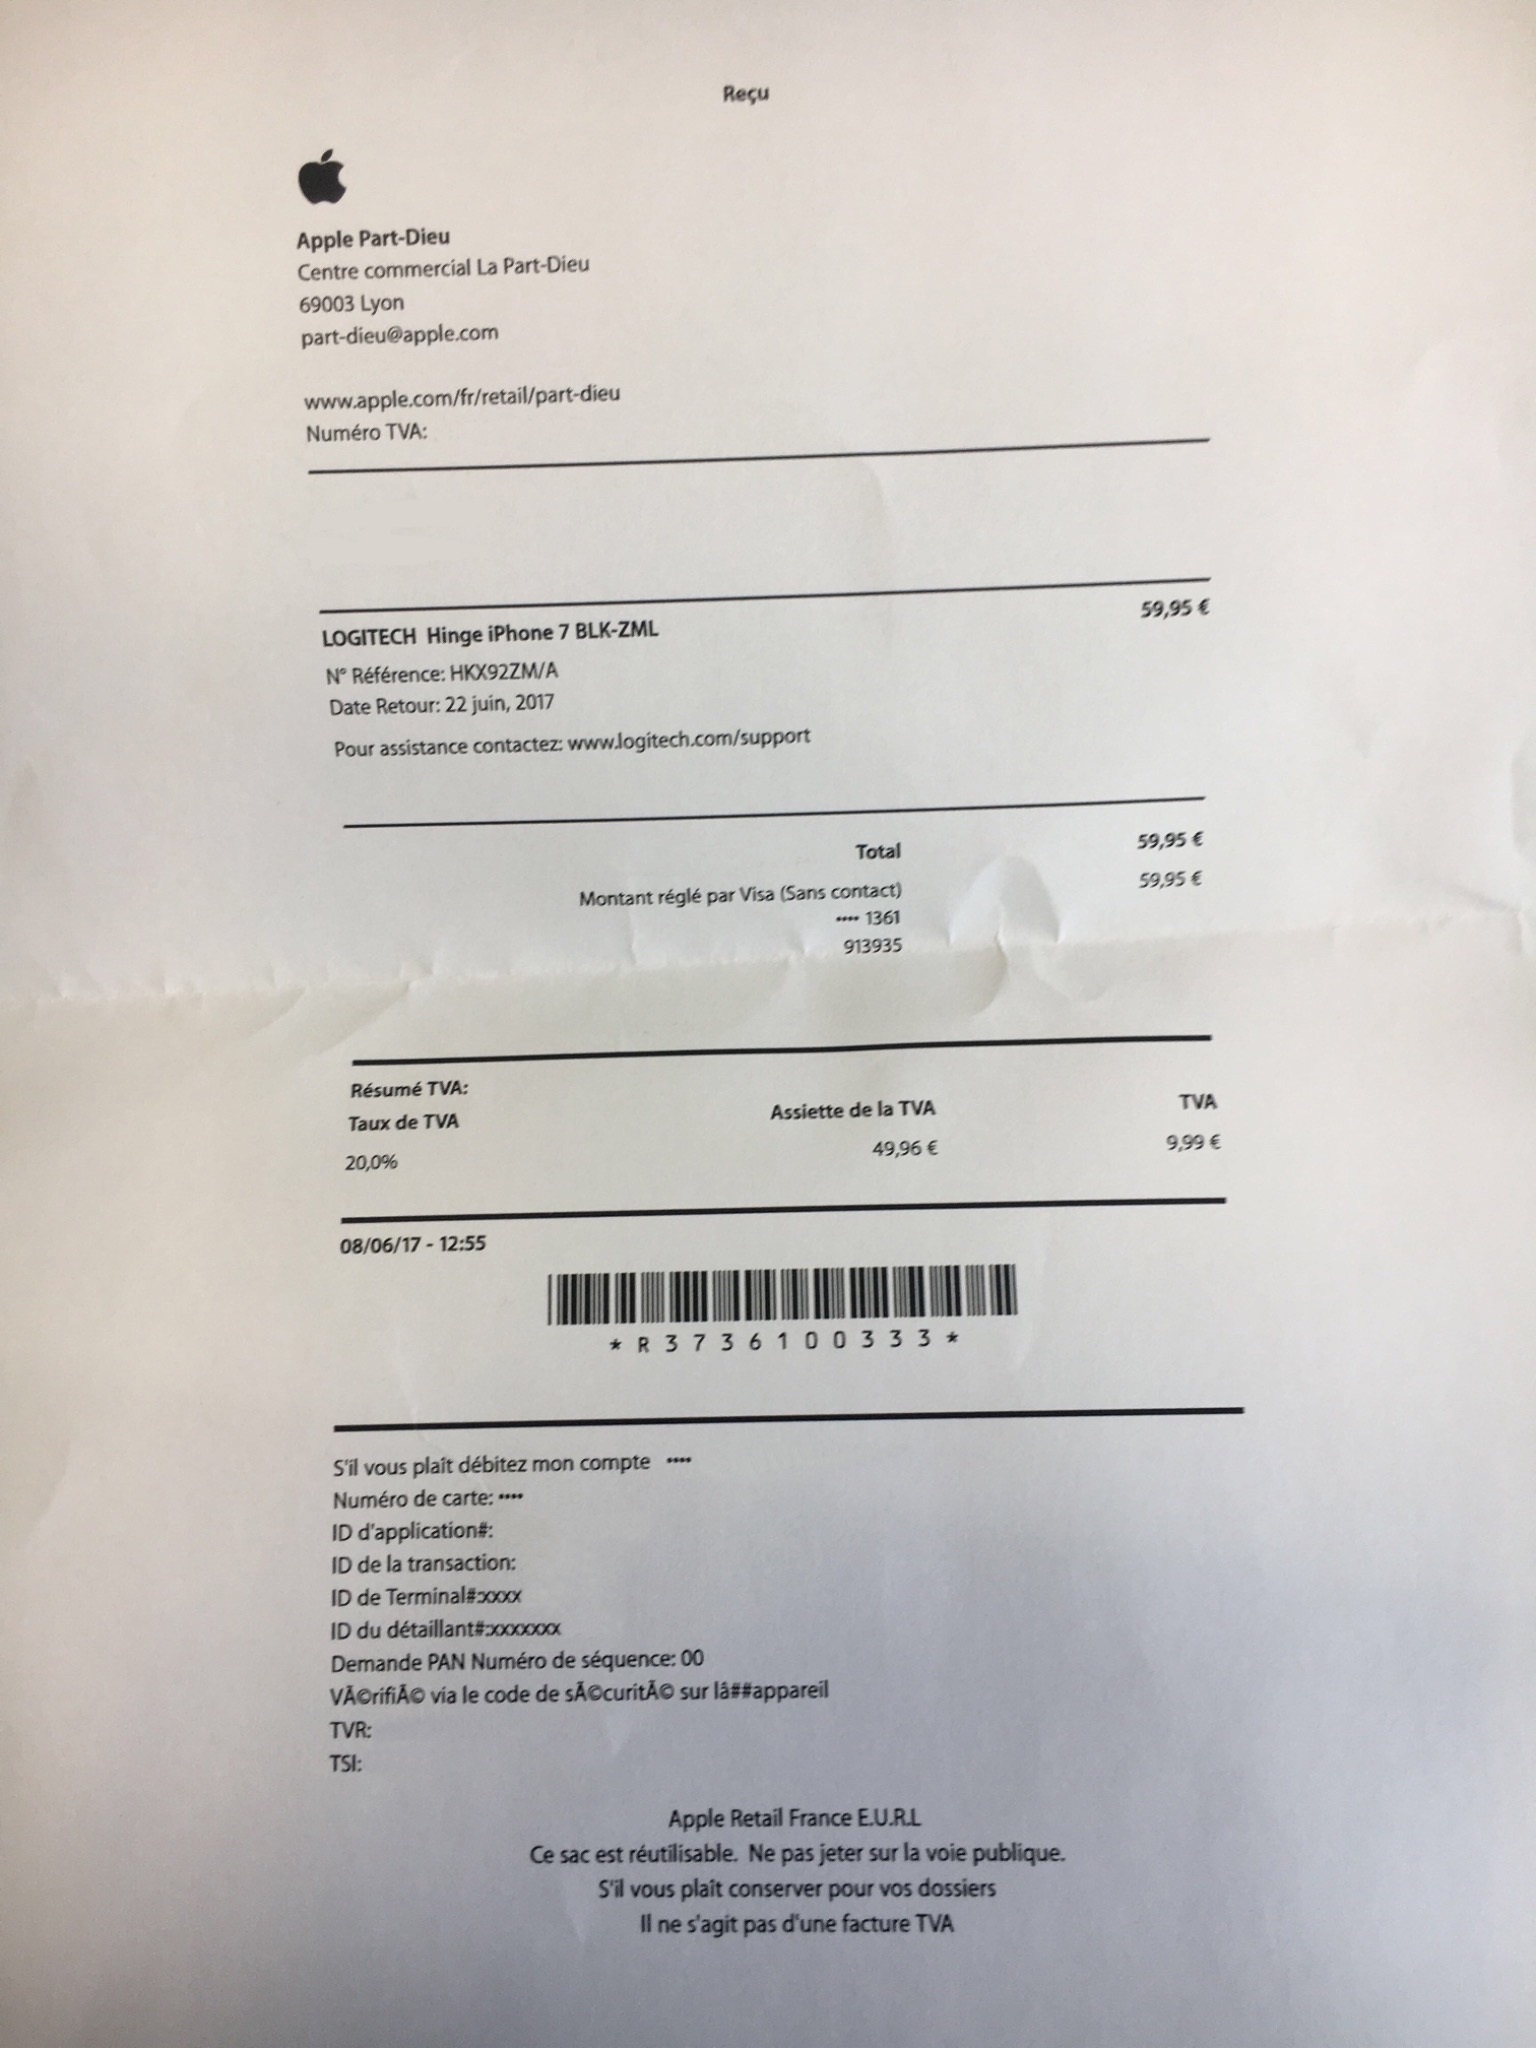 Reçu
Apple Part-Dieu
Centre commercial La Part-Dieu
69003 Lyon
part-dieu@apple.com
www.apple.com/fr/retail/part-dieu
Numéro TVA:
LOGITECH Hinge iPhone 7 BLK-ZML 59,95 €
N° Référence: HKX92ZM/A
Date Retour: 22 juin, 2017
Pour assistance contactez: www.logitech.com/support
Total 59,95 €
Montant réglé par Visa (Sans contact) 59,95 €
•••• 1361
913935
Résumé TVA:
Taux de TVA Assiette de la TVA TVA
20,0% 49,96 € 9,99 €
08/06/17 - 12:55
*R3736100333*
S'il vous plaît débitez mon compte ••••
Numéro de carte: ••••
ID d'application#:
ID de la transaction:
ID de Terminal#:xxxx
ID du détaillant#:xxxxxxx
Demande PAN Numéro de séquence: 00
VÃ©rifiÃ© via le code de sÃ©curitÃ© sur lâ##appareil
TVR:
TSI:
Apple Retail France E.U.R.L
Ce sac est réutilisable. Ne pas jeter sur la voie publique.
S'il vous plaît conserver pour vos dossiers
Il ne s'agit pas d'une facture TVA